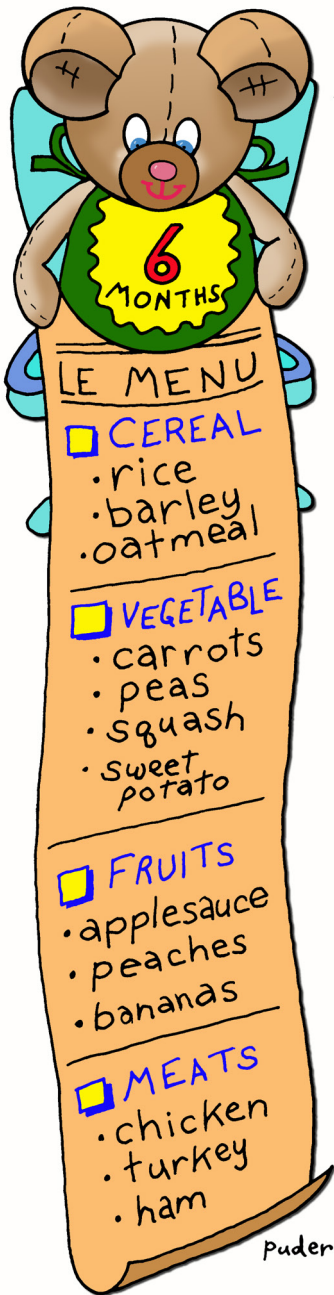 6
MONTHS
LE MENU
CEREAL
• rice
• barley
• oatmeal
VEGETABLE
• carrots
• peas
• squash
• sweet
potato
FRUITS
• applesauce
• peaches
• bananas
MEATS
• chicken
• turkey
• ham
puder